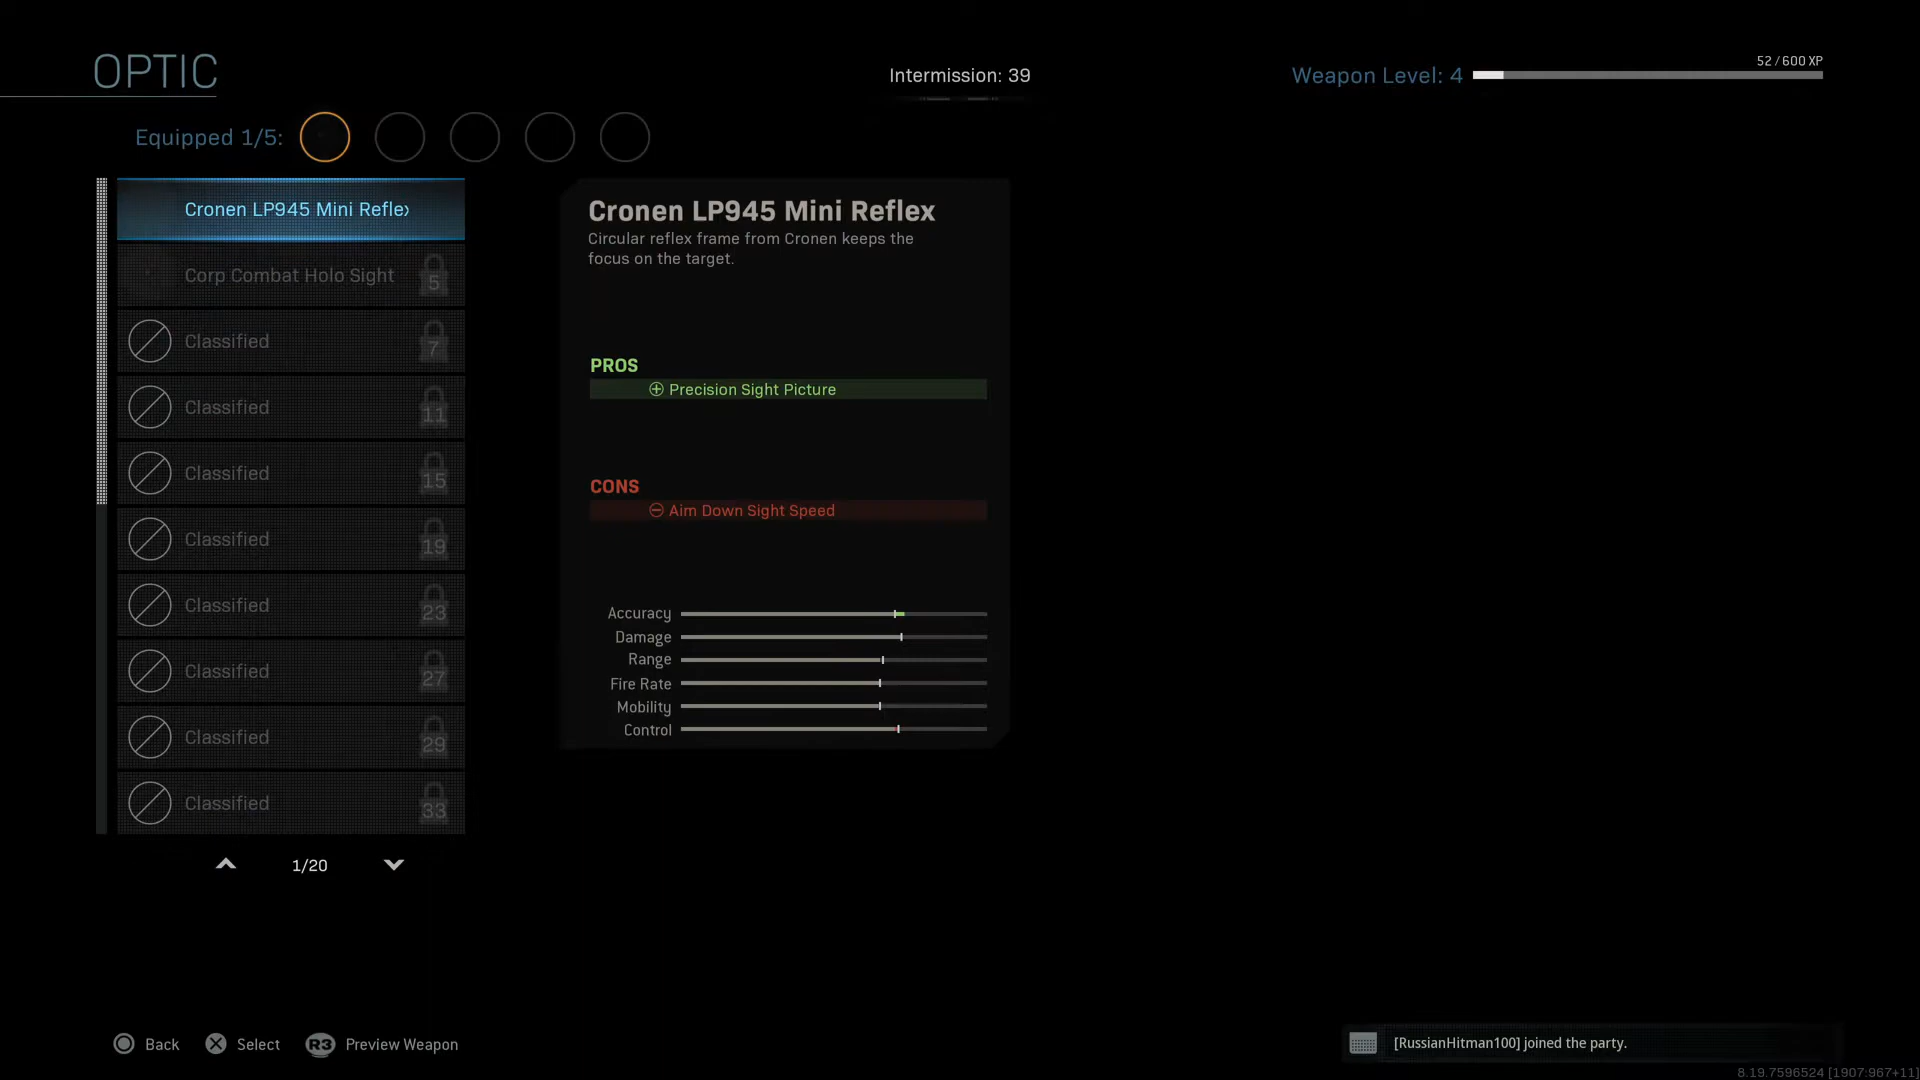 OPTIC
Intermission: 39
Weapon Level: 4
52 / 600 XP
Equipped 1/5:
Cronen LP945 Mini Reflex
Corp Combat Holo Sight
5
Classified
7
Classified
11
Classified
15
Classified
19
Classified
23
Classified
27
Classified
29
Classified
33
1/20
Cronen LP945 Mini Reflex
Circular reflex frame from Cronen keeps the
focus on the target.
PROS
Precision Sight Picture
CONS
Aim Down Sight Speed
Accuracy
Damage
Range
Fire Rate
Mobility
Control
Back
Select
R3 Preview Weapon
[RussianHitman100] joined the party.
8.19.7596524 [1907:967+11]